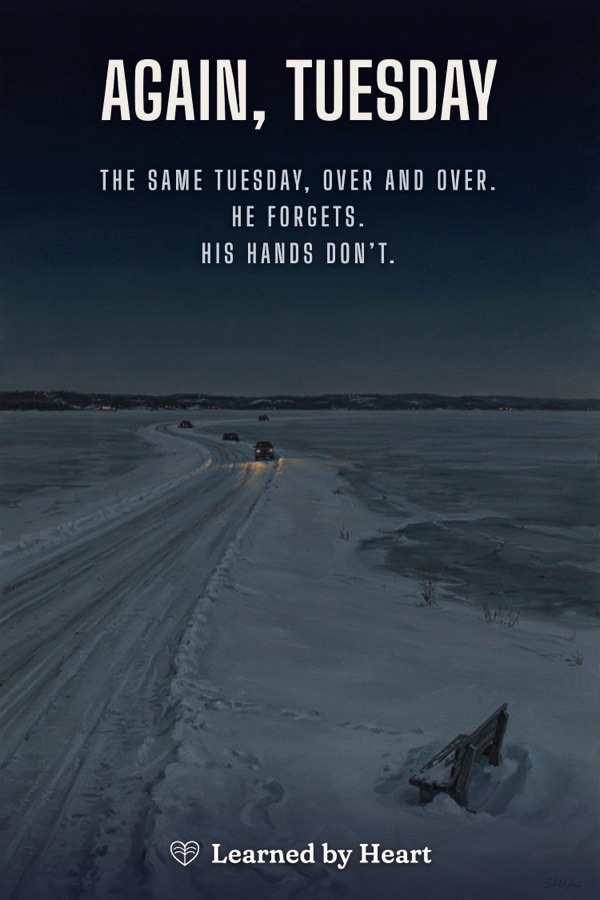 AGAIN, TUESDAY
THE SAME TUESDAY, OVER AND OVER.
HE FORGETS.
HIS HANDS DON’T.
Learned by Heart